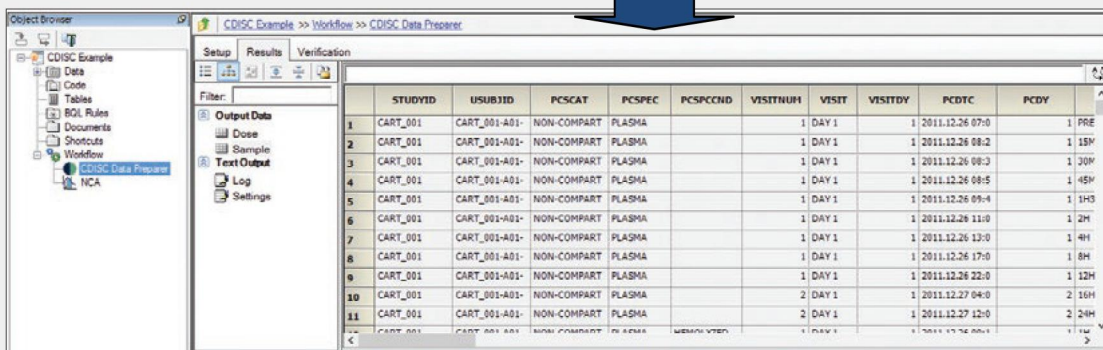 Object Browser
CDISC Example
Data
Code
Tables
BQL Rules
Documents
Shortcuts
Workflow
CDISC Data Preparer
NCA
CDISC Example >> Workflow >> CDISC Data Preparer
Setup Results Verification
Filter:
Output Data
Dose
Sample
Text Output
Log
Settings
STUDYID USUBJID PCSCAT PCSPEC PCSPCCND VISITNUM VISIT VISITDY PCDTC PCDY
1 CART_001 CART_001-A01- NON-COMPART PLASMA 1 DAY 1 1 2011.12.26 07:0 1 PRE
2 CART_001 CART_001-A01- NON-COMPART PLASMA 1 DAY 1 1 2011.12.26 08:2 1 15M
3 CART_001 CART_001-A01- NON-COMPART PLASMA 1 DAY 1 1 2011.12.26 08:3 1 30M
4 CART_001 CART_001-A01- NON-COMPART PLASMA 1 DAY 1 1 2011.12.26 08:5 1 45M
5 CART_001 CART_001-A01- NON-COMPART PLASMA 1 DAY 1 1 2011.12.26 09:4 1 1H3
6 CART_001 CART_001-A01- NON-COMPART PLASMA 1 DAY 1 1 2011.12.26 11:0 1 2H
7 CART_001 CART_001-A01- NON-COMPART PLASMA 1 DAY 1 1 2011.12.26 13:0 1 4H
8 CART_001 CART_001-A01- NON-COMPART PLASMA 1 DAY 1 1 2011.12.26 17:0 1 8H
9 CART_001 CART_001-A01- NON-COMPART PLASMA 1 DAY 1 1 2011.12.26 22:0 1 12H
10 CART_001 CART_001-A01- NON-COMPART PLASMA 2 DAY 1 1 2011.12.27 04:0 2 16H
11 CART_001 CART_001-A01- NON-COMPART PLASMA 2 DAY 1 1 2011.12.27 12:0 2 24H